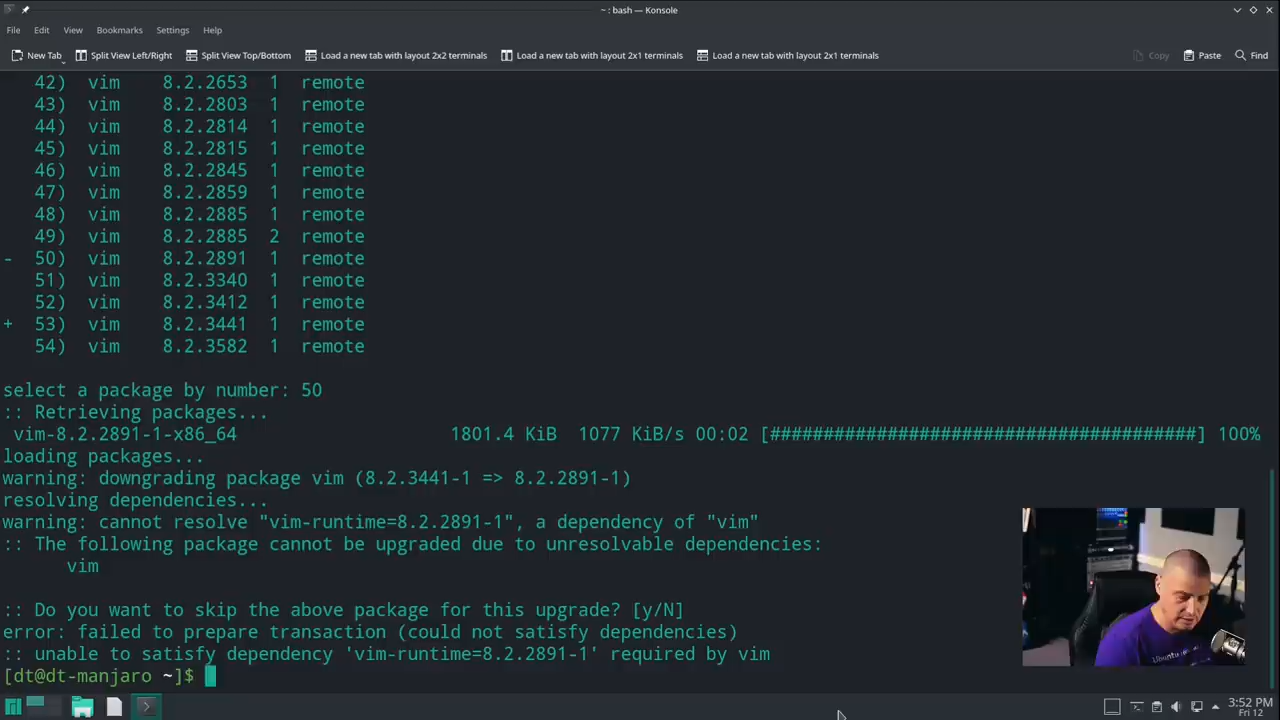 ~ : bash — Konsole
File Edit View Bookmarks Settings Help
New Tab Split View Left/Right Split View Top/Bottom Load a new tab with layout 2x2 terminals Load a new tab with layout 2x1 terminals Load a new tab with layout 2x1 terminals Copy Paste Find
42) vim 8.2.2653 1 remote
43) vim 8.2.2803 1 remote
44) vim 8.2.2814 1 remote
45) vim 8.2.2815 1 remote
46) vim 8.2.2845 1 remote
47) vim 8.2.2859 1 remote
48) vim 8.2.2885 1 remote
49) vim 8.2.2885 2 remote
- 50) vim 8.2.2891 1 remote
51) vim 8.2.3340 1 remote
52) vim 8.2.3412 1 remote
+ 53) vim 8.2.3441 1 remote
54) vim 8.2.3582 1 remote
select a package by number: 50
:: Retrieving packages...
vim-8.2.2891-1-x86_64 1801.4 KiB 1077 KiB/s 00:02 [########################################] 100%
loading packages...
warning: downgrading package vim (8.2.3441-1 => 8.2.2891-1)
resolving dependencies...
warning: cannot resolve "vim-runtime=8.2.2891-1", a dependency of "vim"
:: The following package cannot be upgraded due to unresolvable dependencies:
vim
:: Do you want to skip the above package for this upgrade? [y/N]
error: failed to prepare transaction (could not satisfy dependencies)
:: unable to satisfy dependency 'vim-runtime=8.2.2891-1' required by vim
[dt@dt-manjaro ~]$
3:52 PM
Fri 12